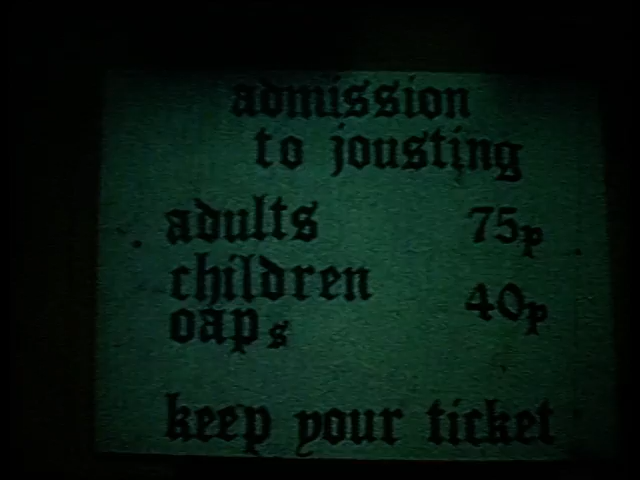 admission
to jousting
adults 75p
children
oaps 40p
keep your ticket